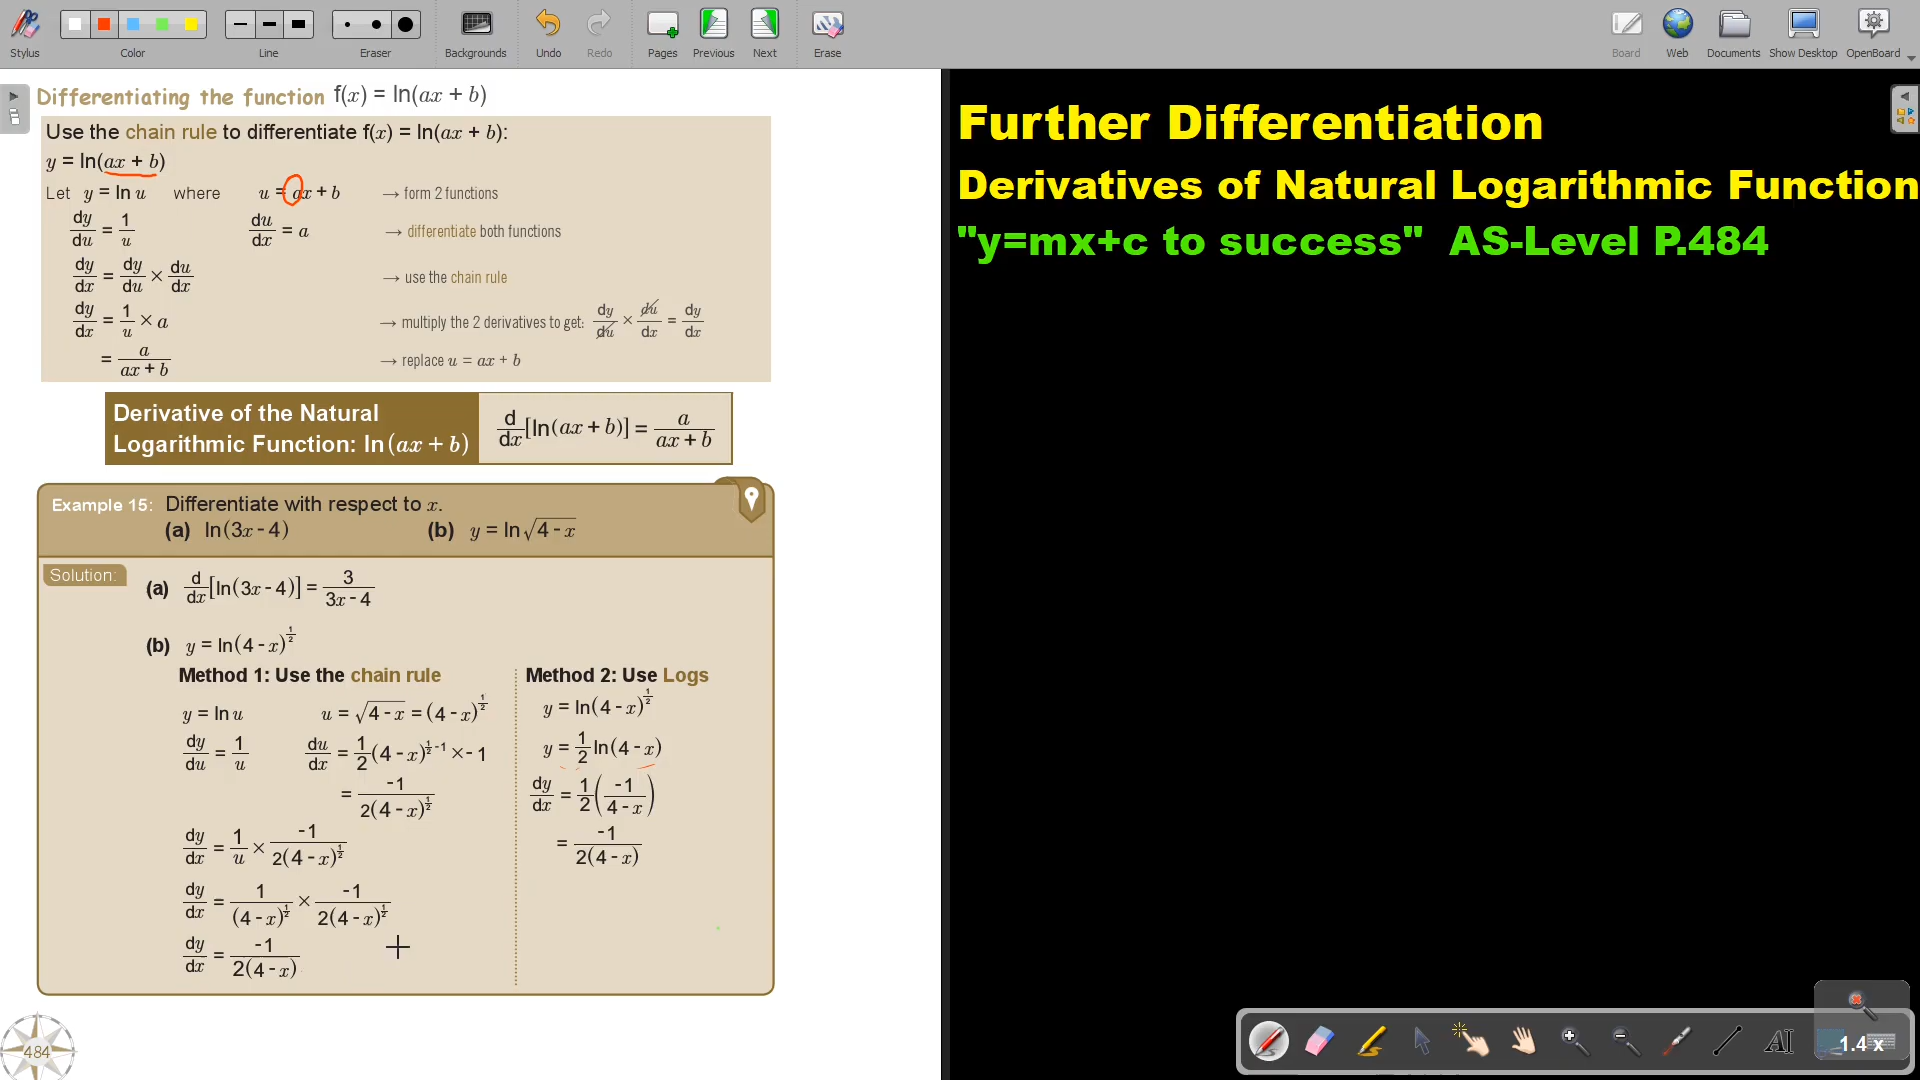 Stylus
Color
Line
Eraser
Backgrounds
Undo
Redo
Pages
Previous
Next
Erase
Board
Web
Documents
Show Desktop
OpenBoard
Differentiating the function f(x) = ln(ax + b)
Use the chain rule to differentiate f(x) = ln(ax + b):
y = ln(ax + b)
Let y = ln u where u = ax + b → form 2 functions
dy/du = 1/u du/dx = a → differentiate both functions
dy/dx = dy/du × du/dx → use the chain rule
dy/dx = 1/u × a → multiply the 2 derivatives to get: dy/du × du/dx = dy/dx
= a/(ax + b) → replace u = ax + b
Derivative of the Natural
Logarithmic Function: ln(ax + b)
d/dx[ln(ax + b)] = a/(ax + b)
Example 15: Differentiate with respect to x.
(a) ln(3x - 4) (b) y = ln√(4 - x)
Solution:
(a) d/dx[ln(3x - 4)] = 3/(3x - 4)
(b) y = ln(4 - x)^(1/2)
Method 1: Use the chain rule
y = ln u u = √(4 - x) = (4 - x)^(1/2)
dy/du = 1/u du/dx = 1/2(4 - x)^(1/2 - 1) × - 1
= -1/(2(4 - x)^(1/2))
dy/dx = 1/u × -1/(2(4 - x)^(1/2))
dy/dx = 1/((4 - x)^(1/2)) × -1/(2(4 - x)^(1/2))
dy/dx = -1/(2(4 - x))
Method 2: Use Logs
y = ln(4 - x)^(1/2)
y = 1/2 ln(4 - x)
dy/dx = 1/2(-1/(4 - x))
= -1/(2(4 - x))
484
Further Differentiation
Derivatives of Natural Logarithmic Function
"y=mx+c to success" AS-Level P.484
AI
1.4 x